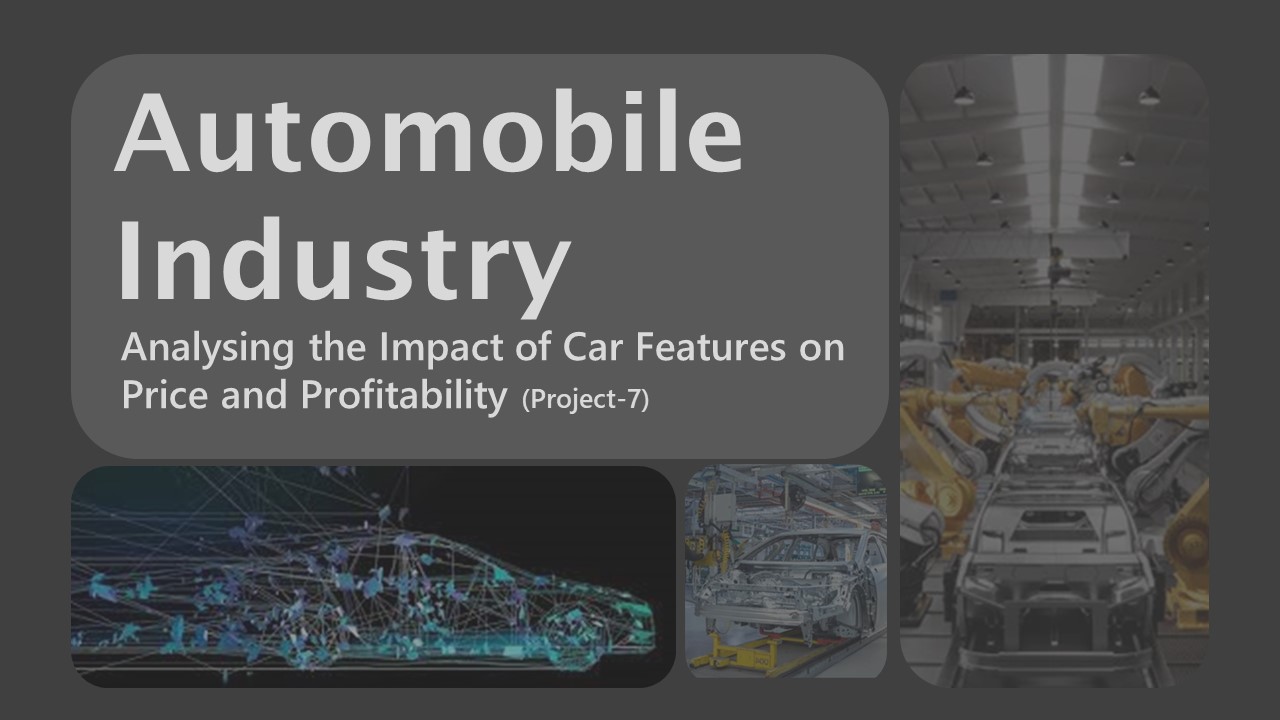 Automobile
Industry
Analysing the Impact of Car Features on
Price and Profitability (Project-7)